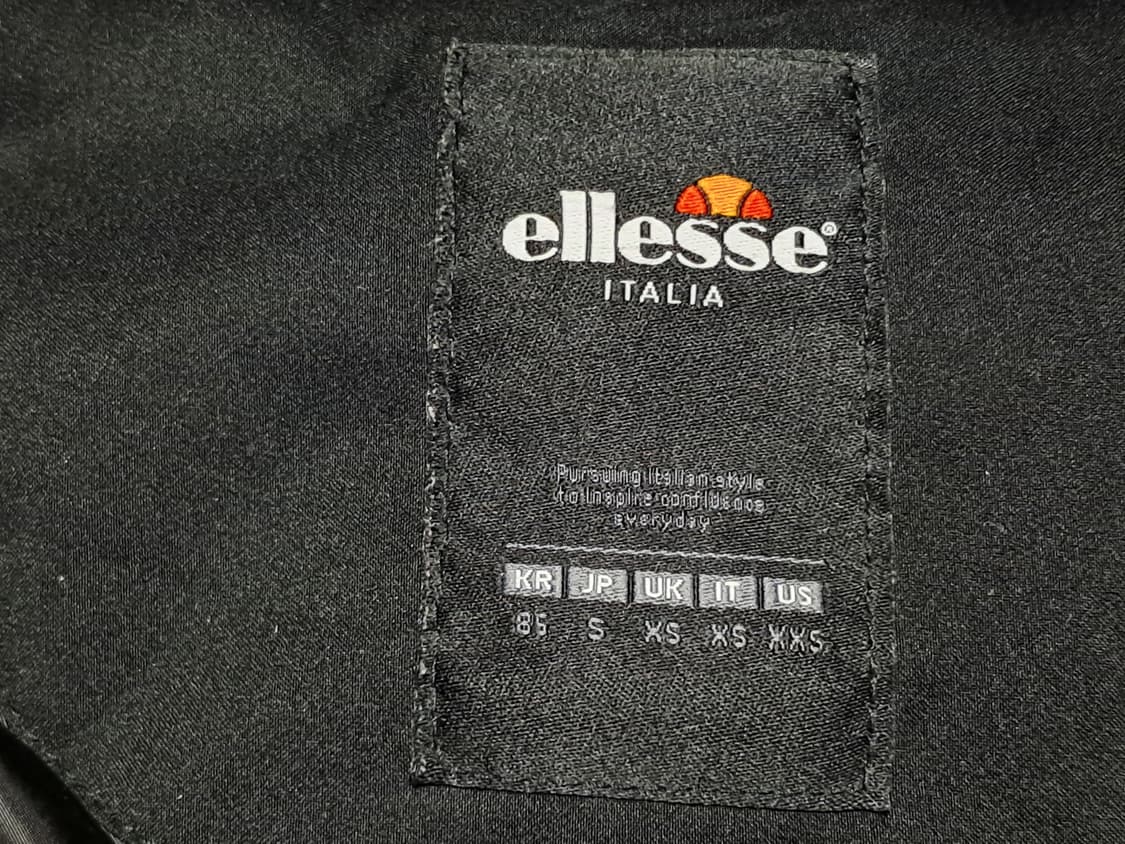 ellesse®
ITALIA
Pursuing Italian style
to inspire confidence
everyday
KR JP UK IT US
85 S XS XS XXS